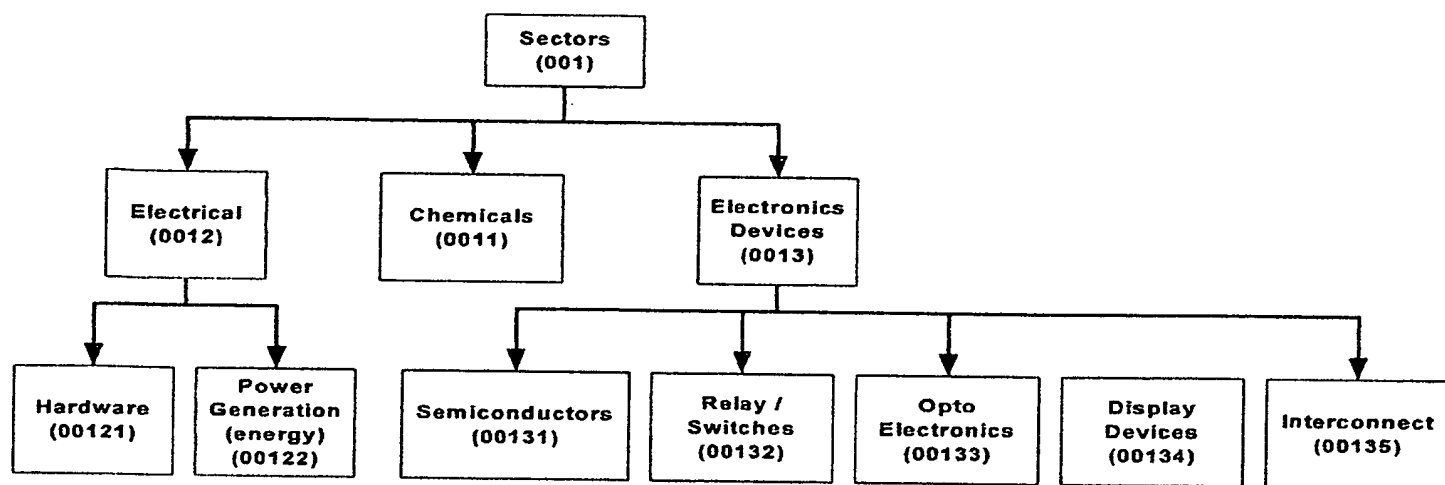 Sectors
(001)
Electrical
(0012)
Chemicals
(0011)
Electronics
Devices
(0013)
Hardware
(00121)
Power
Generation
(energy)
(00122)
Semiconductors
(00131)
Relay /
Switches
(00132)
Opto
Electronics
(00133)
Display
Devices
(00134)
Interconnect
(00135)